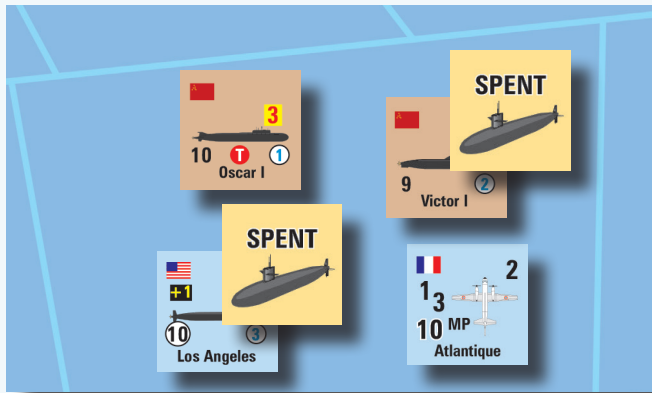 SPENT
3
10 T 1
Oscar I
9 2
Victor I
SPENT
+1
10 3
Los Angeles
2
1
3
10 MP
Atlantique